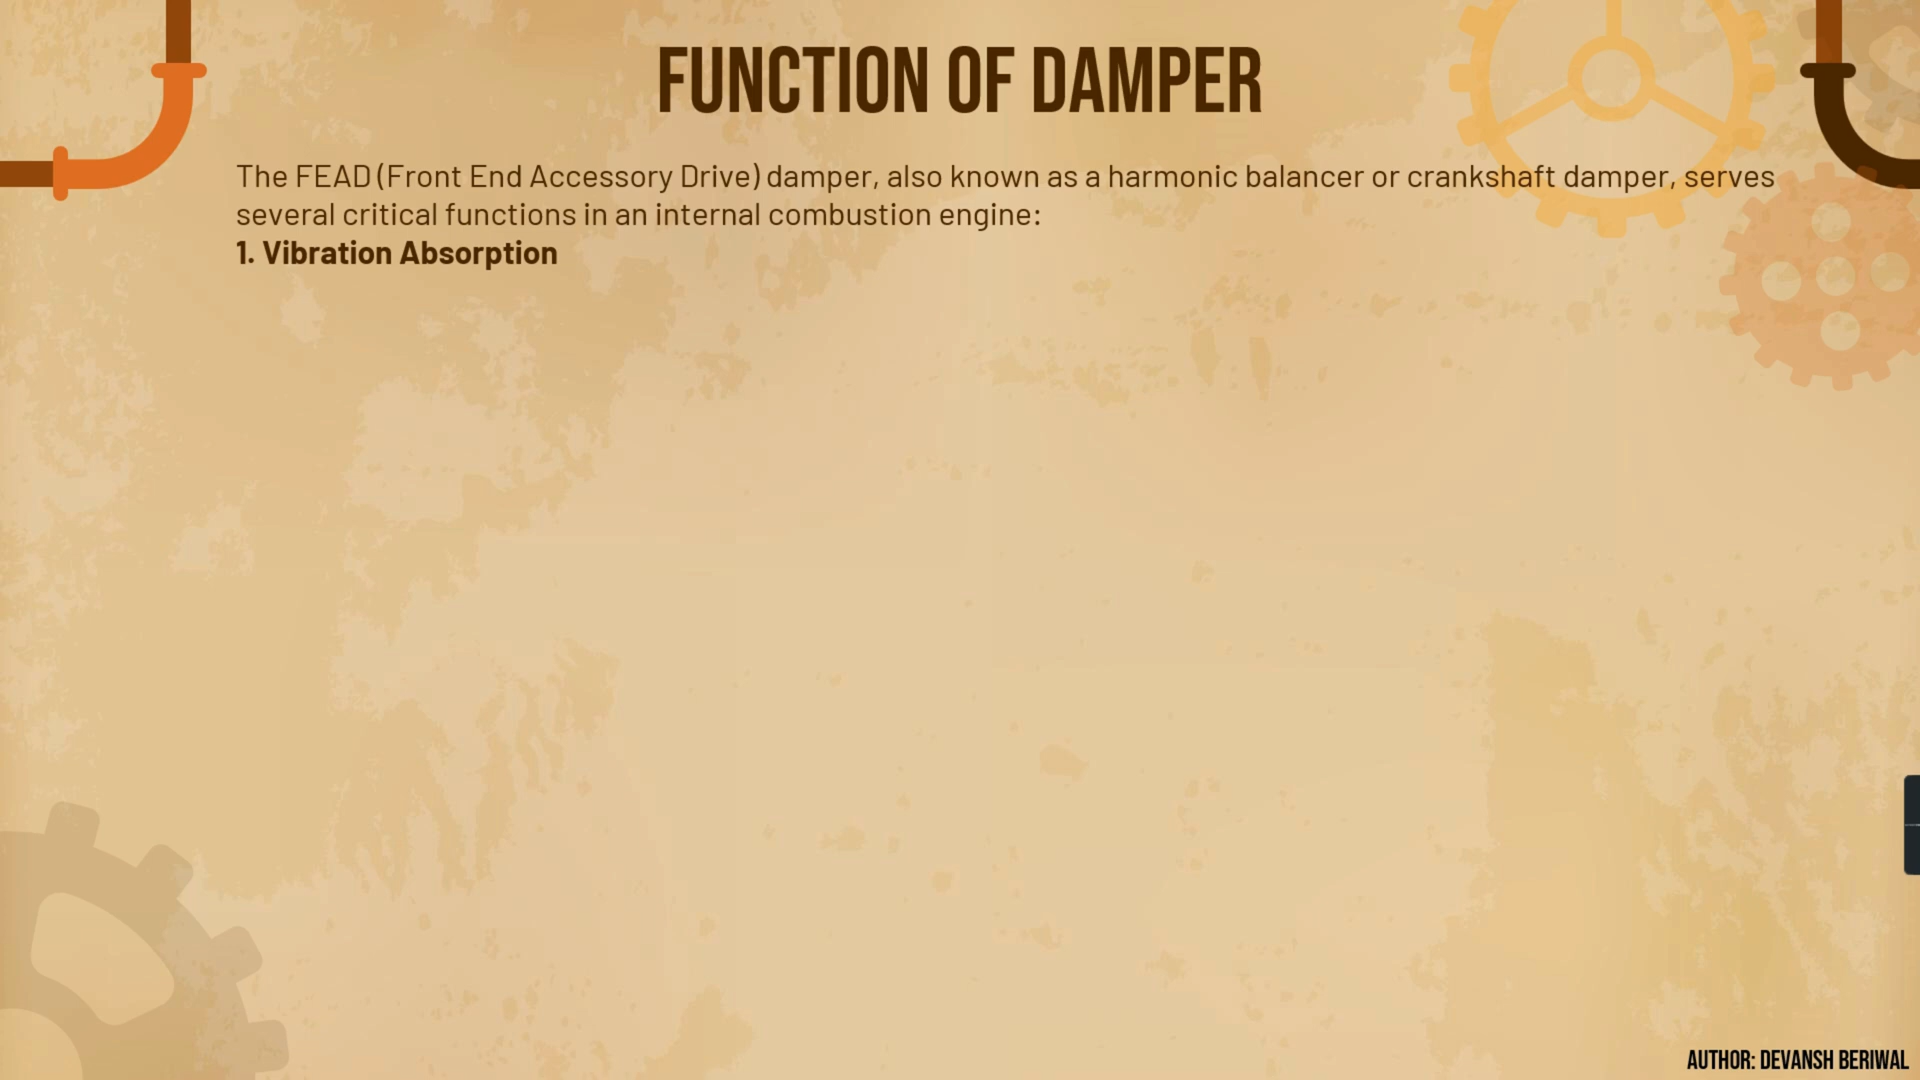 FUNCTION OF DAMPER
The FEAD (Front End Accessory Drive) damper, also known as a harmonic balancer or crankshaft damper, serves
several critical functions in an internal combustion engine:
1. Vibration Absorption
AUTHOR: DEVANSH BERIWAL